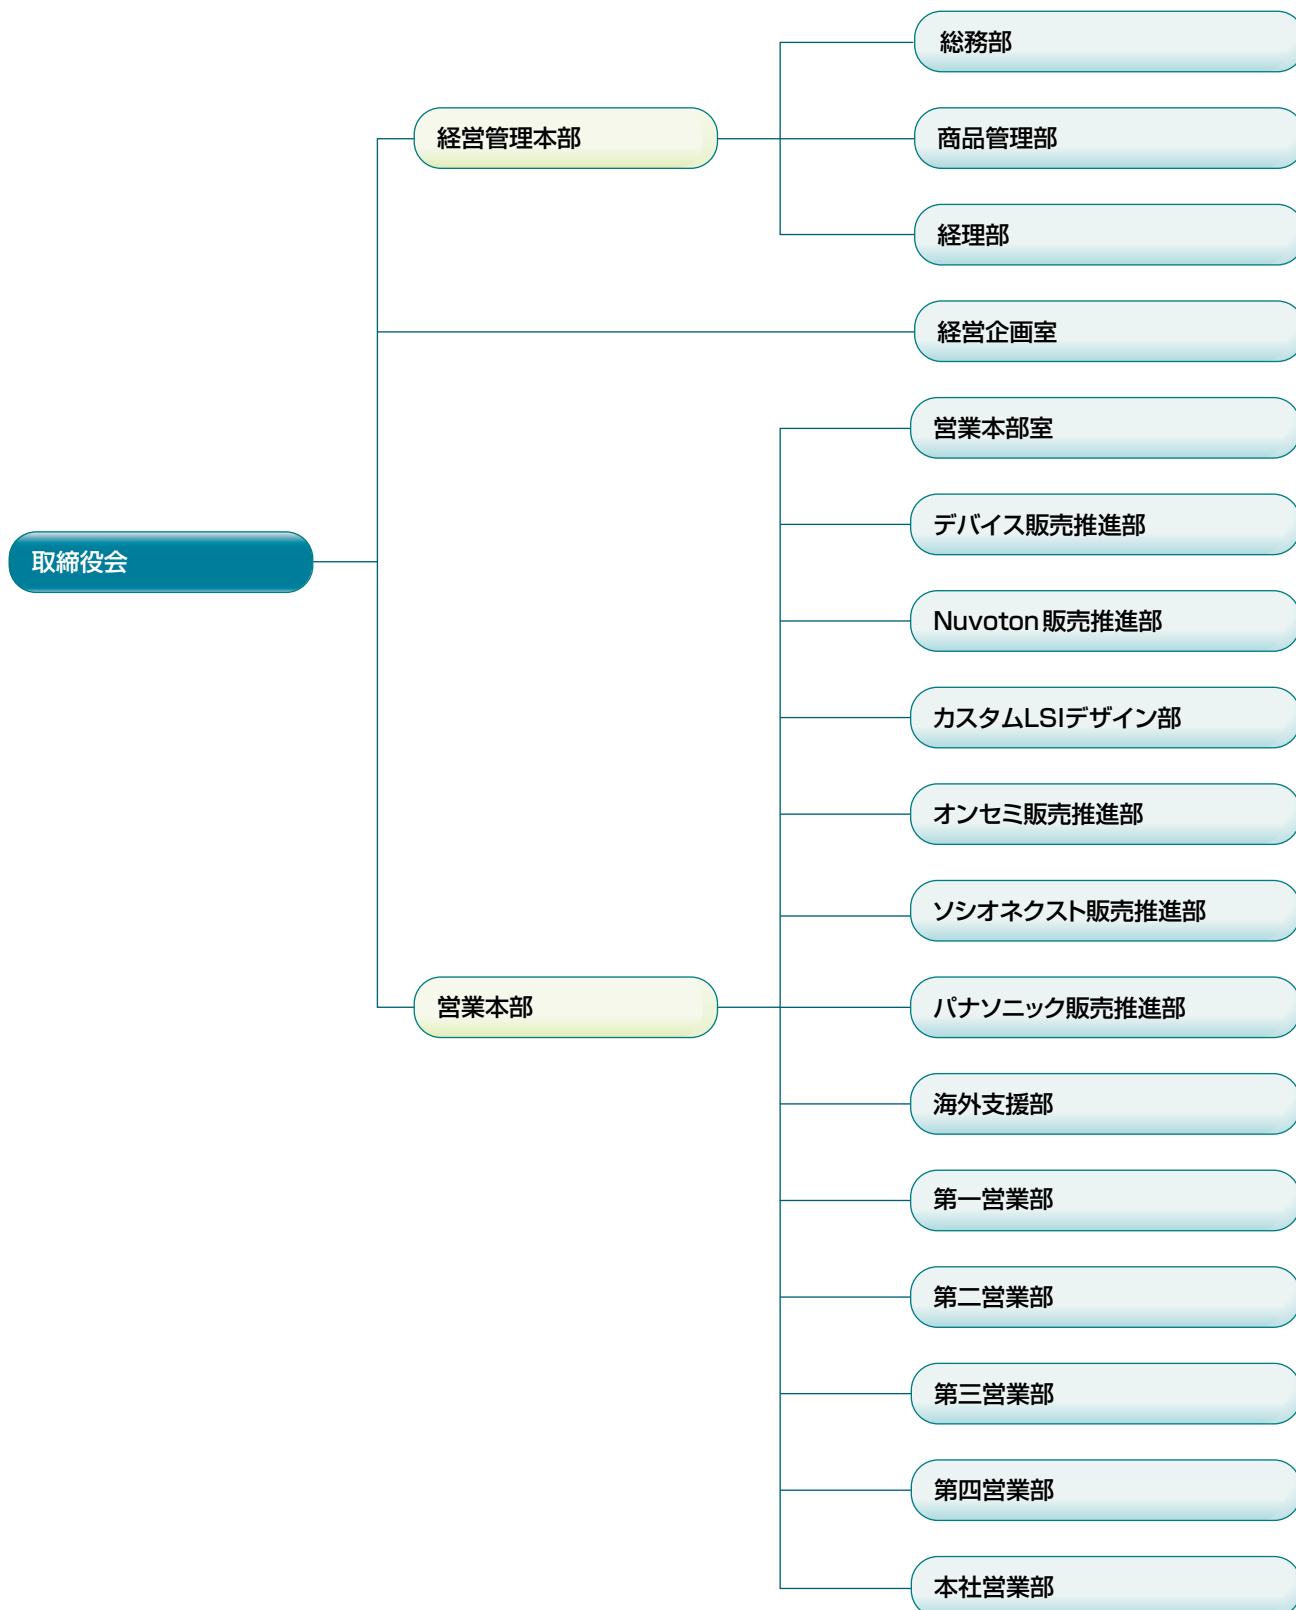 総務部
経営管理本部
商品管理部
経理部
経営企画室
営業本部室
デバイス販売推進部
取締役会
Nuvoton販売推進部
カスタムLSIデザイン部
オンセミ販売推進部
ソシオネクスト販売推進部
営業本部
パナソニック販売推進部
海外支援部
第一営業部
第二営業部
第三営業部
第四営業部
本社営業部